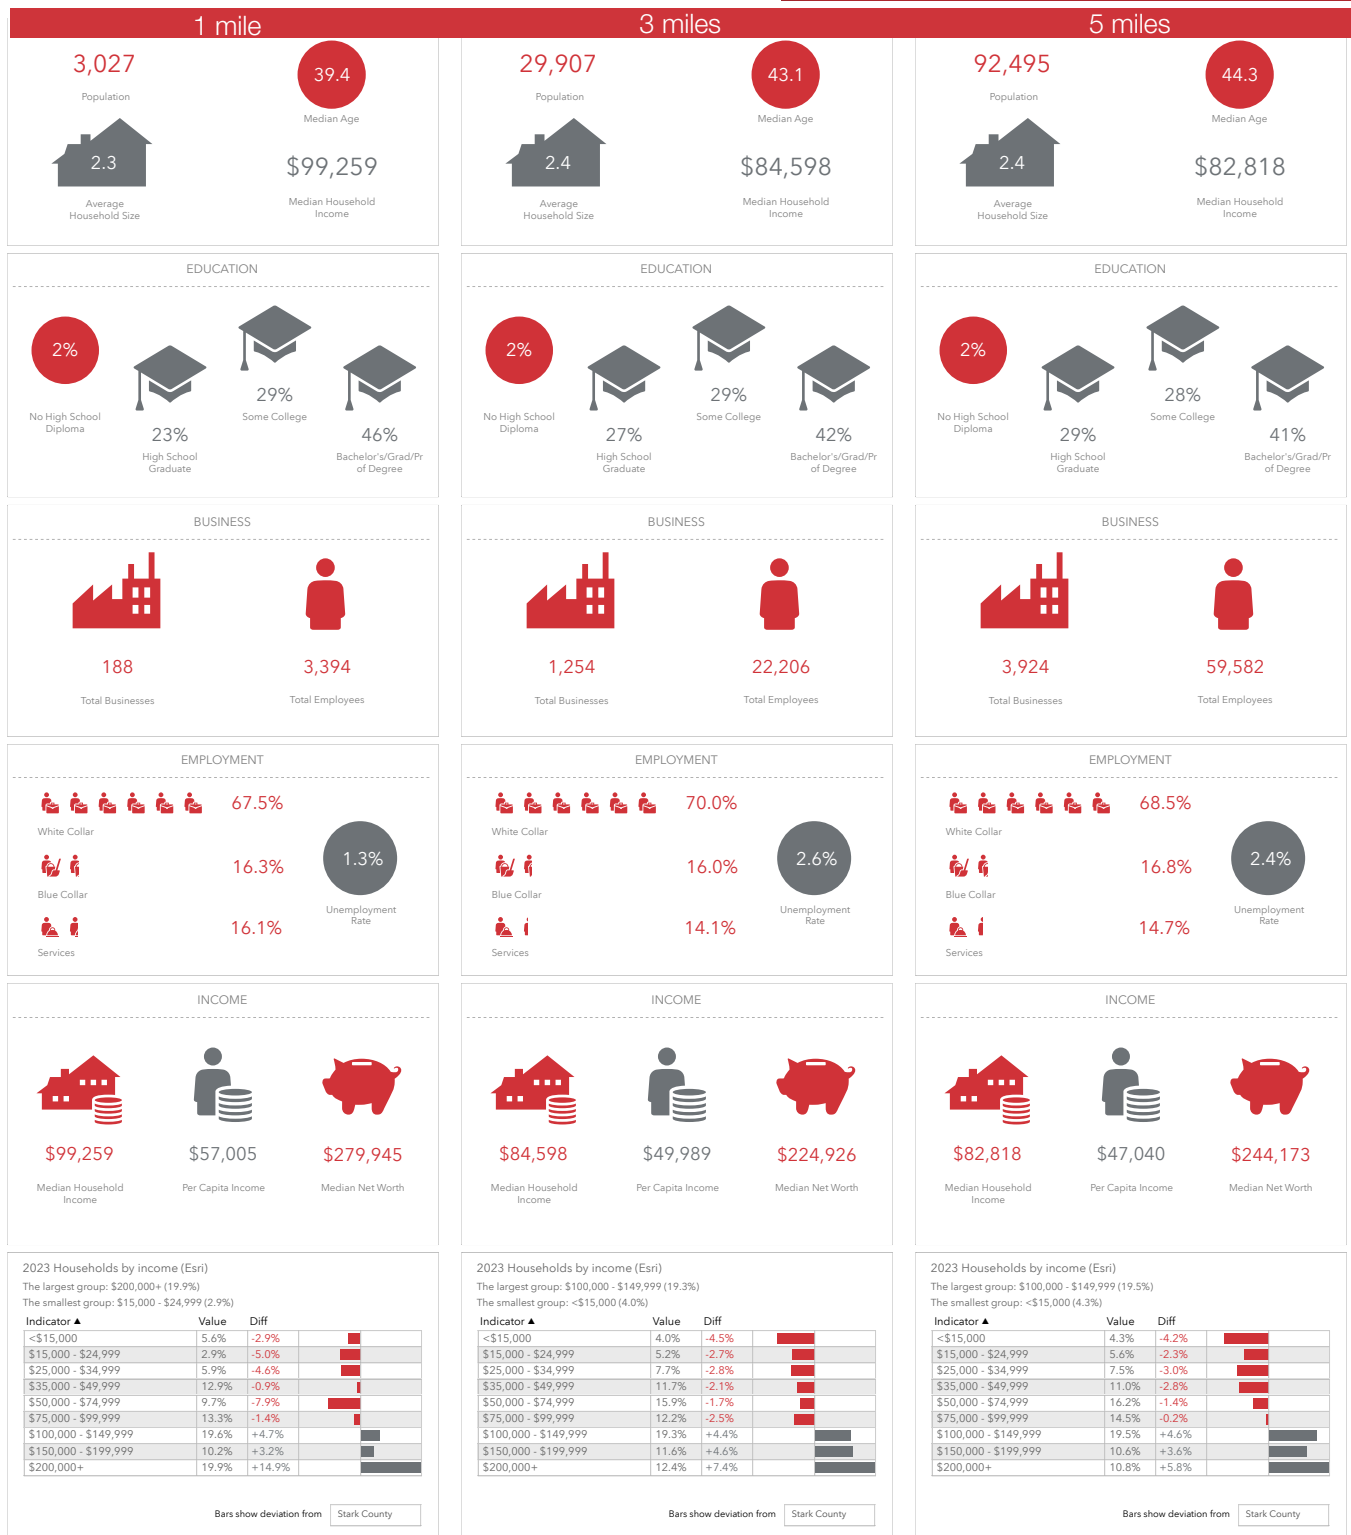 1 mile
3,027
Population
39.4
Median Age
2.3
Average
Household Size
$99,259
Median Household
Income
EDUCATION
2%
No High School
Diploma
23%
High School
Graduate
29%
Some College
46%
Bachelor's/Grad/Pr
of Degree
BUSINESS
188
Total Businesses
3,394
Total Employees
EMPLOYMENT
67.5%
White Collar
16.3%
Blue Collar
16.1%
Services
1.3%
Unemployment
Rate
INCOME
$99,259
Median Household
Income
$57,005
Per Capita Income
$279,945
Median Net Worth
2023 Households by income (Esri)
The largest group: $200,000+ (19.9%)
The smallest group: $15,000 - $24,999 (2.9%)
Indicator ▲ Value Diff
<$15,000 5.6% -2.9%
$15,000 - $24,999 2.9% -5.0%
$25,000 - $34,999 5.9% -4.6%
$35,000 - $49,999 12.9% -0.9%
$50,000 - $74,999 9.7% -7.9%
$75,000 - $99,999 13.3% -1.4%
$100,000 - $149,999 19.6% +4.7%
$150,000 - $199,999 10.2% +3.2%
$200,000+ 19.9% +14.9%
Bars show deviation from Stark County
3 miles
29,907
Population
43.1
Median Age
2.4
Average
Household Size
$84,598
Median Household
Income
EDUCATION
2%
No High School
Diploma
27%
High School
Graduate
29%
Some College
42%
Bachelor's/Grad/Pr
of Degree
BUSINESS
1,254
Total Businesses
22,206
Total Employees
EMPLOYMENT
70.0%
White Collar
16.0%
Blue Collar
14.1%
Services
2.6%
Unemployment
Rate
INCOME
$84,598
Median Household
Income
$49,989
Per Capita Income
$224,926
Median Net Worth
2023 Households by income (Esri)
The largest group: $100,000 - $149,999 (19.3%)
The smallest group: <$15,000 (4.0%)
Indicator ▲ Value Diff
<$15,000 4.0% -4.5%
$15,000 - $24,999 5.2% -2.7%
$25,000 - $34,999 7.7% -2.8%
$35,000 - $49,999 11.7% -2.1%
$50,000 - $74,999 15.9% -1.7%
$75,000 - $99,999 12.2% -2.5%
$100,000 - $149,999 19.3% +4.4%
$150,000 - $199,999 11.6% +4.6%
$200,000+ 12.4% +7.4%
Bars show deviation from Stark County
5 miles
92,495
Population
44.3
Median Age
2.4
Average
Household Size
$82,818
Median Household
Income
EDUCATION
2%
No High School
Diploma
29%
High School
Graduate
28%
Some College
41%
Bachelor's/Grad/Pr
of Degree
BUSINESS
3,924
Total Businesses
59,582
Total Employees
EMPLOYMENT
68.5%
White Collar
16.8%
Blue Collar
14.7%
Services
2.4%
Unemployment
Rate
INCOME
$82,818
Median Household
Income
$47,040
Per Capita Income
$244,173
Median Net Worth
2023 Households by income (Esri)
The largest group: $100,000 - $149,999 (19.5%)
The smallest group: <$15,000 (4.3%)
Indicator ▲ Value Diff
<$15,000 4.3% -4.2%
$15,000 - $24,999 5.6% -2.3%
$25,000 - $34,999 7.5% -3.0%
$35,000 - $49,999 11.0% -2.8%
$50,000 - $74,999 16.2% -1.4%
$75,000 - $99,999 14.5% -0.2%
$100,000 - $149,999 19.5% +4.6%
$150,000 - $199,999 10.6% +3.6%
$200,000+ 10.8% +5.8%
Bars show deviation from Stark County